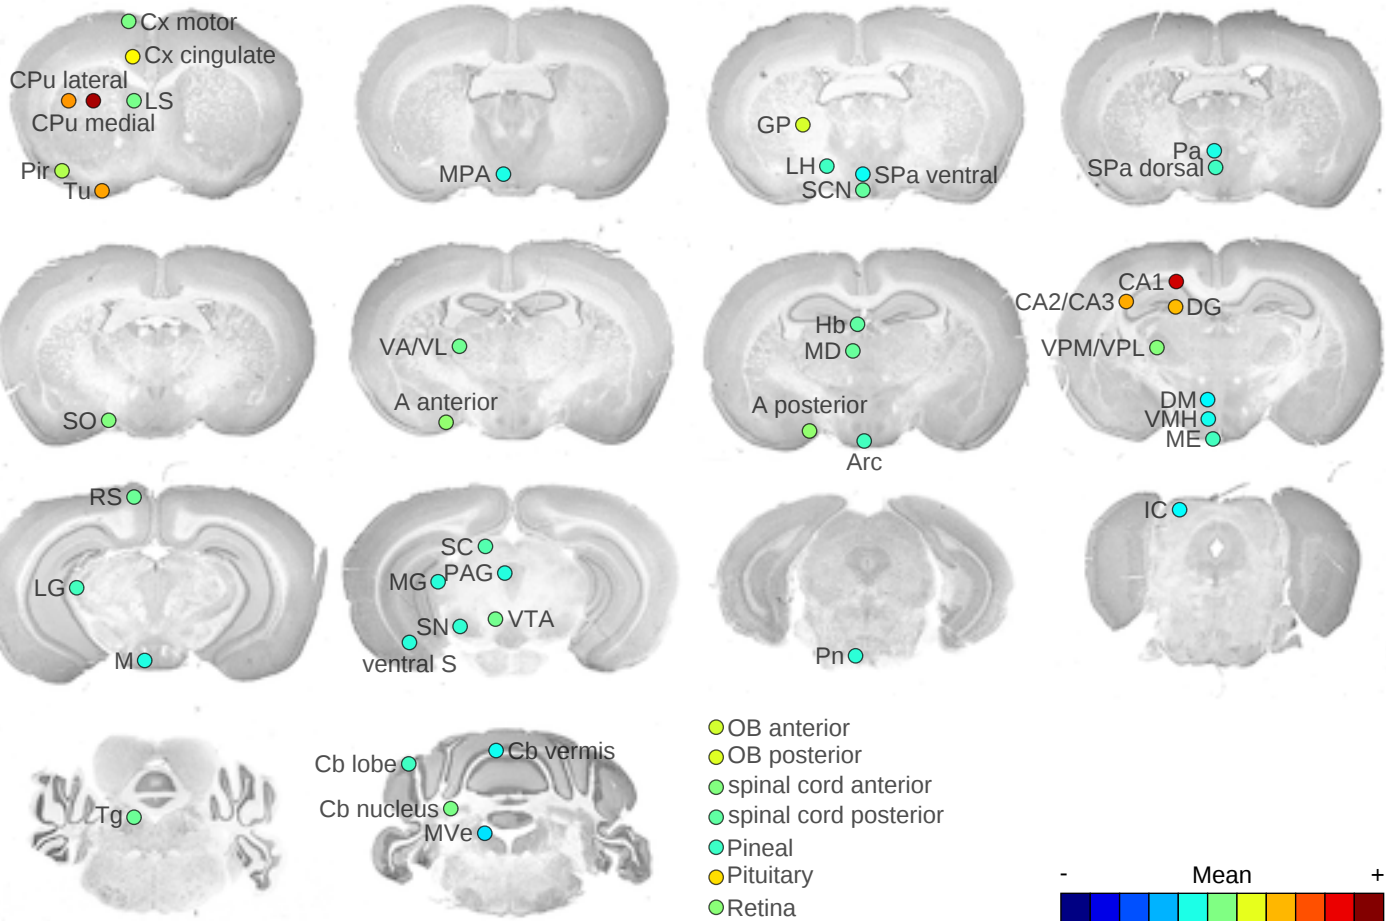 Cx motor
Cx cingulate
CPu lateral
LS
CPu medial
Pir
Tu
MPA
GP
LH
SPa ventral
SCN
Pa
SPa dorsal
SO
VA/VL
A anterior
Hb
MD
A posterior
Arc
CA1
CA2/CA3
DG
VPM/VPL
DM
VMH
ME
RS
LG
M
SC
MG
PAG
SN
VTA
ventral S
Pn
IC
Tg
Cb lobe
Cb vermis
Cb nucleus
MVe
OB anterior
OB posterior
spinal cord anterior
spinal cord posterior
Pineal
Pituitary
Retina
- Mean +